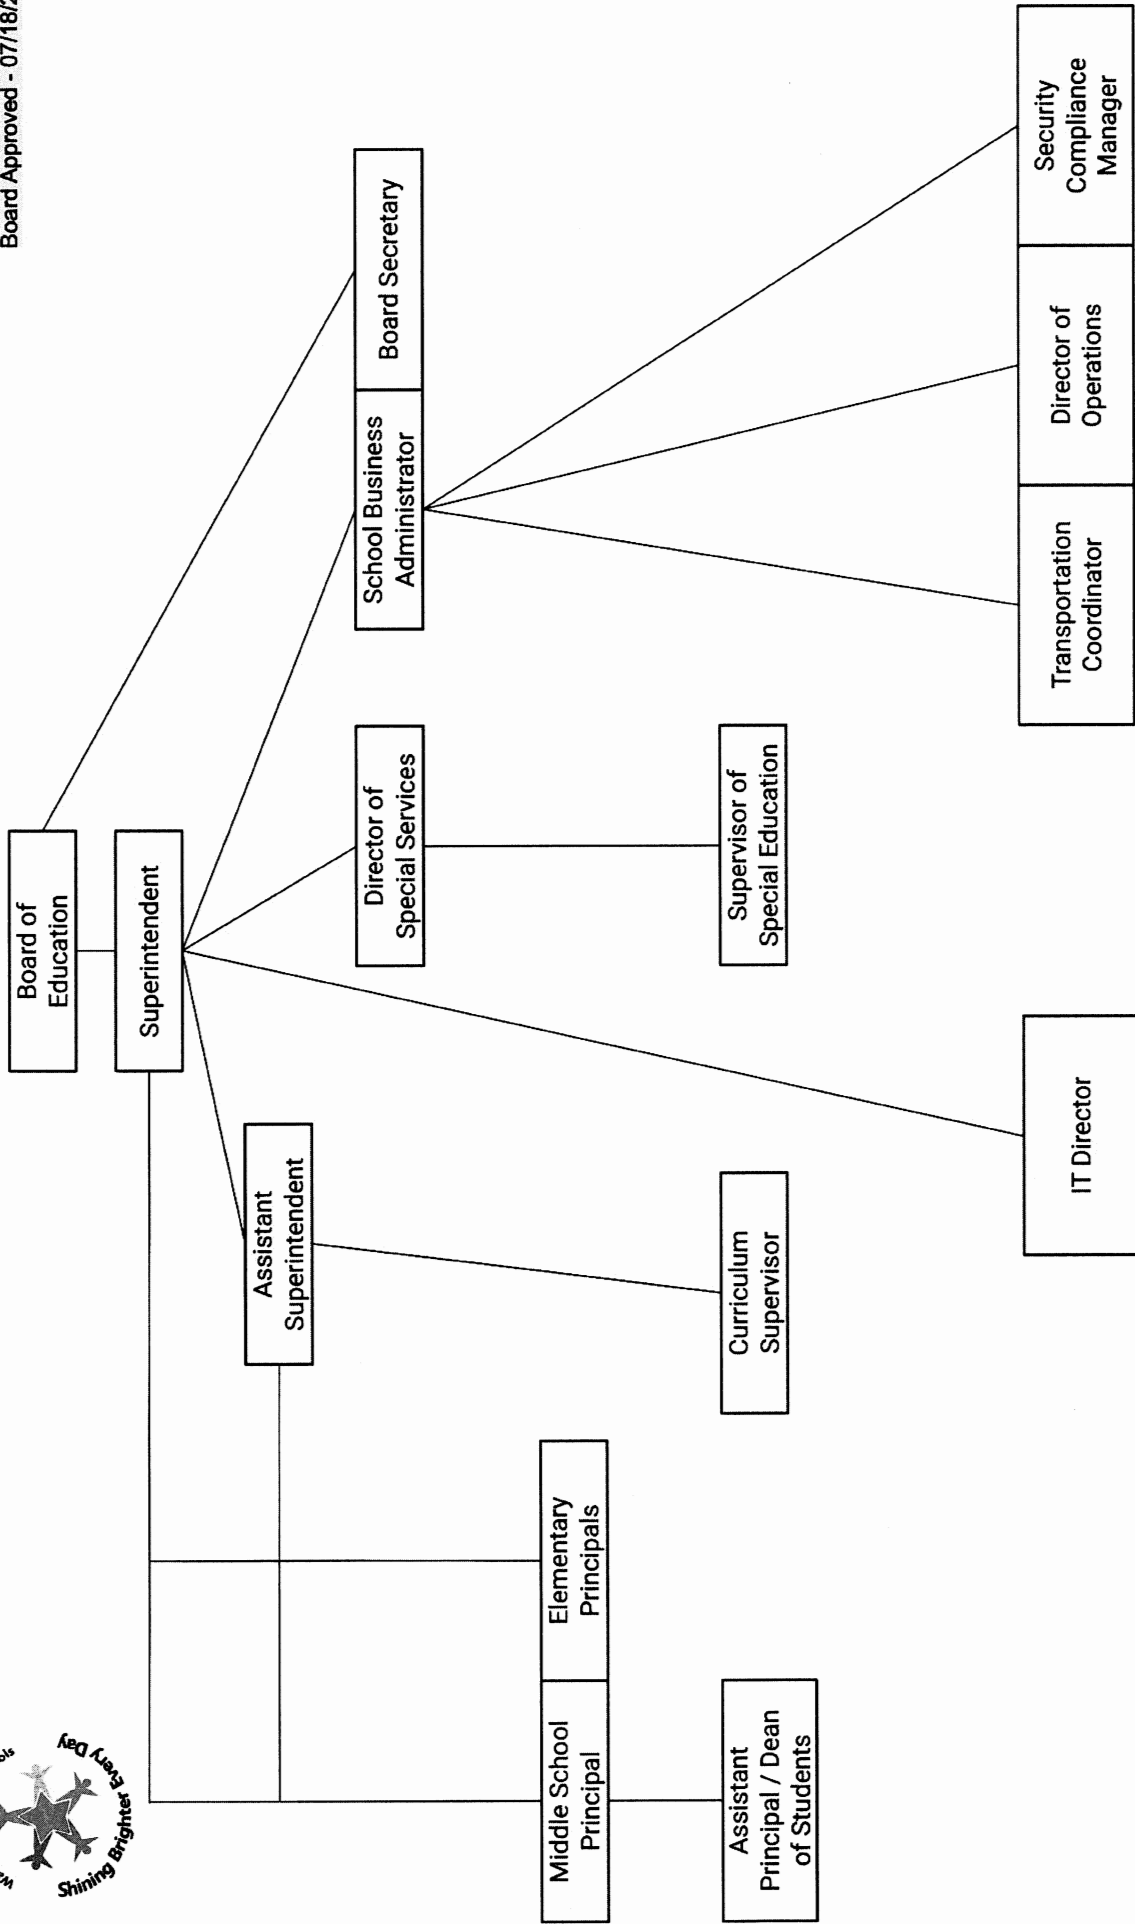 Board Approved - 07/18/2
Board of
Education
Superintendent
Assistant
Superintendent
Director of
Special Services
School Business
Administrator
Board Secretary
Middle School
Principal
Elementary
Principals
Assistant
Principal / Dean
of Students
Curriculum
Supervisor
Supervisor of
Special Education
IT Director
Transportation
Coordinator
Director of
Operations
Security
Compliance
Manager
Shining Brighter Every Day